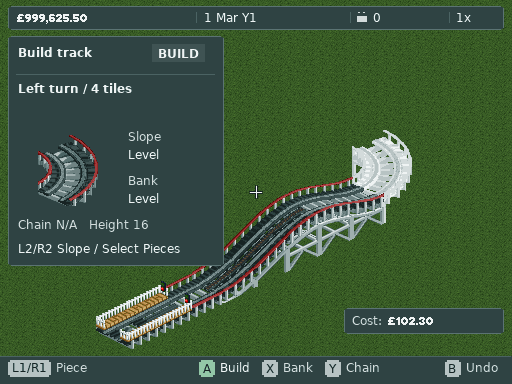 £999,625.50 1 Mar Y1 0 1x
Build track BUILD
Left turn / 4 tiles
Slope
Level
Bank
Level
Chain N/A Height 16
L2/R2 Slope / Select Pieces
Cost: £102.30
L1/R1 Piece A Build X Bank Y Chain B Undo